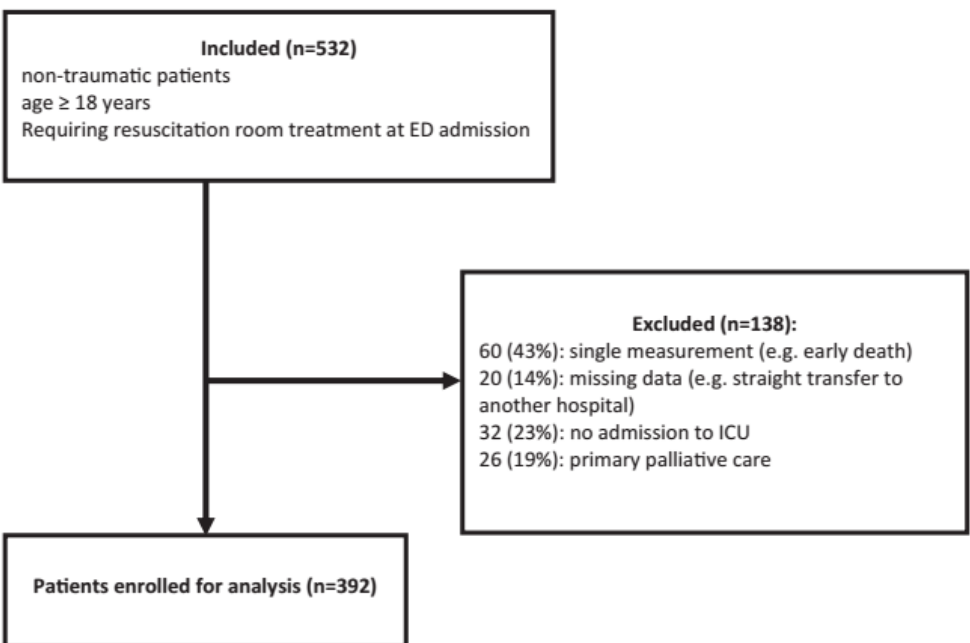 Included (n=532)
non-traumatic patients
age ≥ 18 years
Requiring resuscitation room treatment at ED admission
Excluded (n=138):
60 (43%): single measurement (e.g. early death)
20 (14%): missing data (e.g. straight transfer to
another hospital)
32 (23%): no admission to ICU
26 (19%): primary palliative care
Patients enrolled for analysis (n=392)